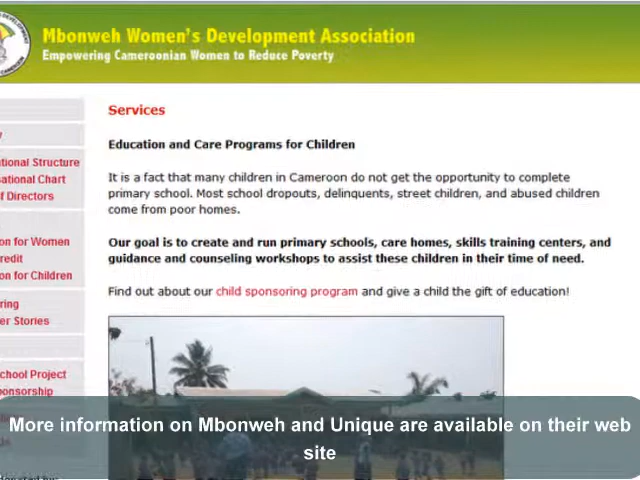 Mbonweh Women's Development Association
Empowering Cameroonian Women to Reduce Poverty
Services
Education and Care Programs for Children
It is a fact that many children in Cameroon do not get the opportunity to complete
primary school. Most school dropouts, delinquents, street children, and abused children
come from poor homes.
Our goal is to create and run primary schools, care homes, skills training centers, and
guidance and counseling workshops to assist these children in their time of need.
Find out about our child sponsoring program and give a child the gift of education!
ational Structure
ational Chart
f Directors
on for Women
redit
on for Children
ring
er Stories
chool Project
onsorship
More information on Mbonweh and Unique are available on their web
site